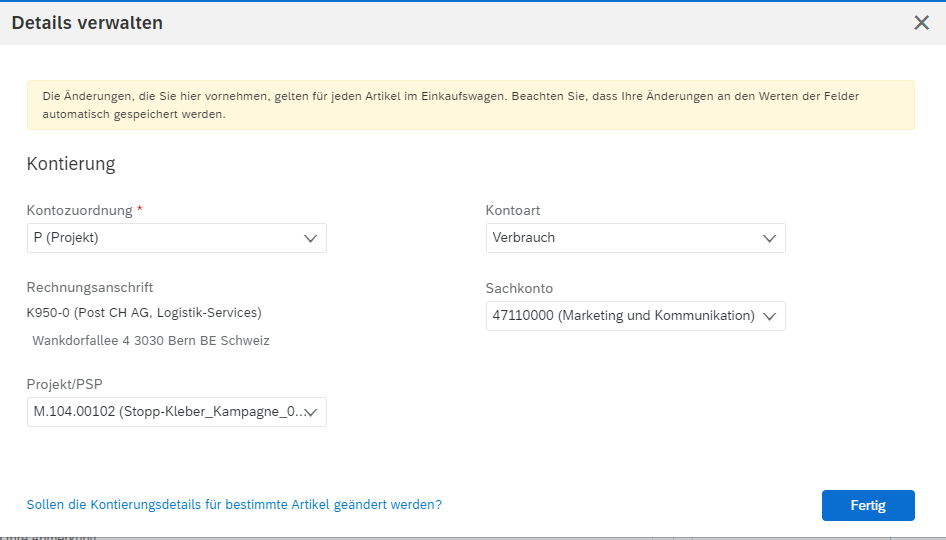 Details verwalten
Die Änderungen, die Sie hier vornehmen, gelten für jeden Artikel im Einkaufswagen. Beachten Sie, dass Ihre Änderungen an den Werten der Felder
automatisch gespeichert werden.
Kontierung
Kontozuordnung *
Kontoart
P (Projekt)
Verbrauch
Rechnungsanschrift
Sachkonto
K950-0 (Post CH AG, Logistik-Services)
47110000 (Marketing und Kommunikation)
Wankdorfallee 4 3030 Bern BE Schweiz
Projekt/PSP
M.104.00102 (Stopp-Kleber_Kampagne_0...
Sollen die Kontierungsdetails für bestimmte Artikel geändert werden?
Fertig